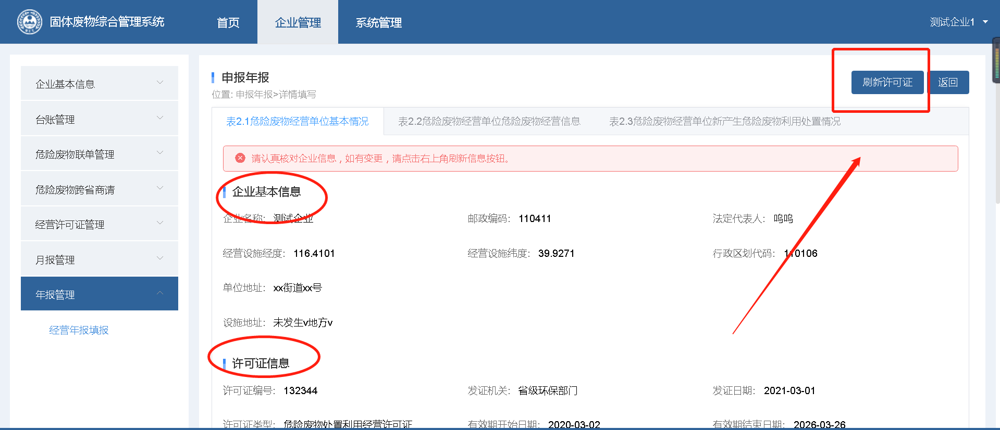 固体废物综合管理系统
首页
企业管理
系统管理
测试企业1
企业基本信息
台账管理
危险废物联单管理
危险废物跨省商请
经营许可证管理
月报管理
年报管理
经营年报填报
申报年报
刷新许可证
返回
位置: 申报年报>详情填写
表2.1危险废物经营单位基本情况
表2.2危险废物经营单位危险废物经营信息
表2.3危险废物经营单位新产生危险废物利用处置情况
请认真核对企业信息，如有变更，请点击右上角刷新信息按钮。
企业基本信息
企业名称: 测试企业
邮政编码: 110411
法定代表人: 呜呜
经营设施经度: 116.4101
经营设施纬度: 39.9271
行政区划代码: 110106
单位地址: xx街道xx号
设施地址: 未发生v地方v
许可证信息
许可证编号: 132344
发证机关: 省级环保部门
发证日期: 2021-03-01
许可证类型: 危险废物处置利用经营许可证
有效期开始日期: 2020-03-02
有效期结束日期: 2026-03-26